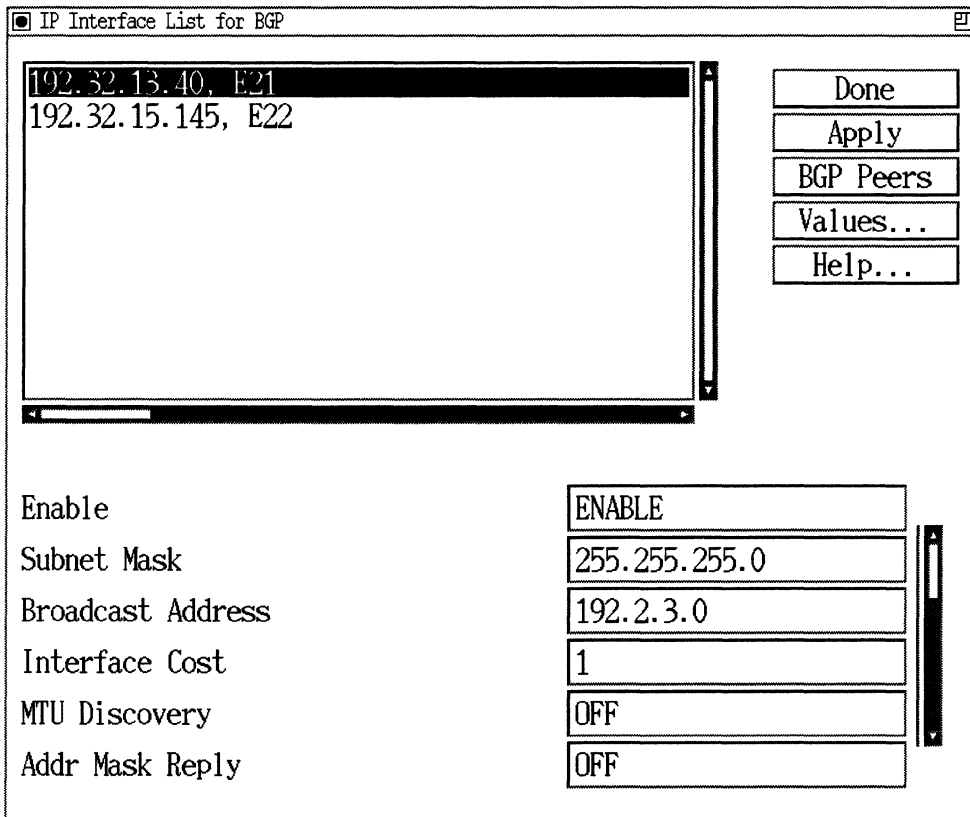 IP Interface List for BGP
192.32.13.40, E21
192.32.15.145, E22
Done
Apply
BGP Peers
Values...
Help...
Enable ENABLE
Subnet Mask 255.255.255.0
Broadcast Address 192.2.3.0
Interface Cost 1
MTU Discovery OFF
Addr Mask Reply OFF